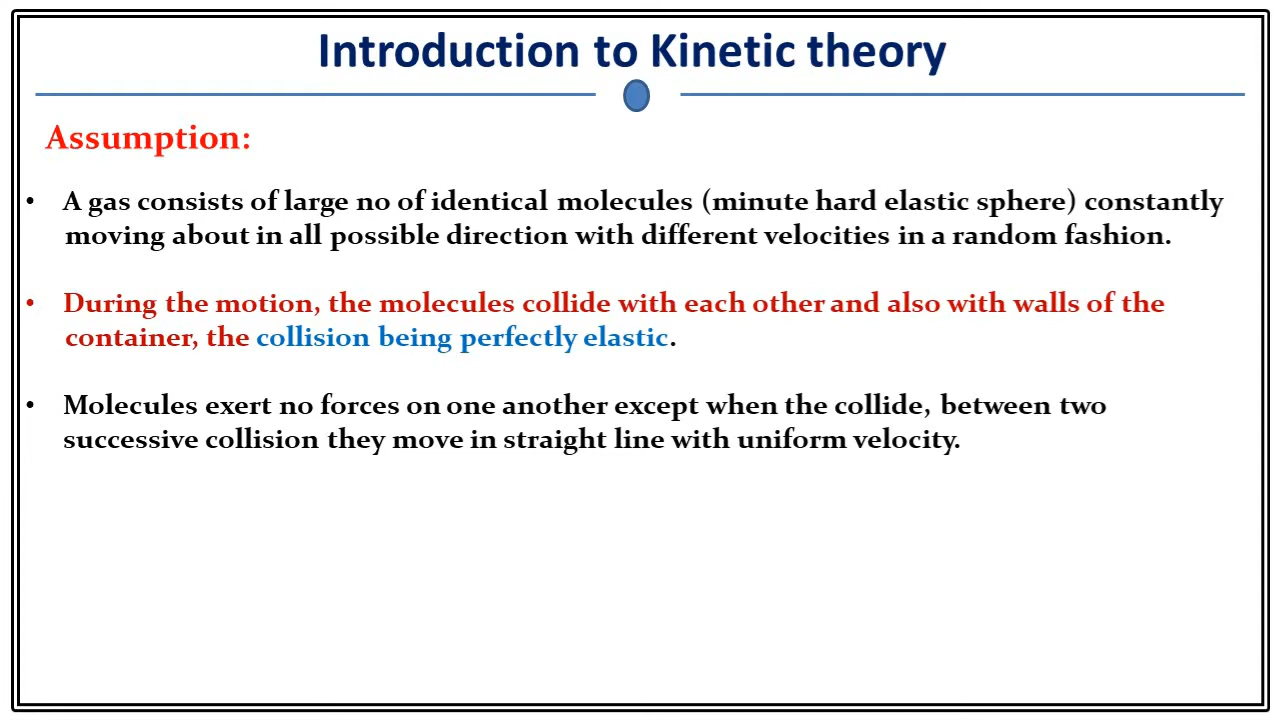 Introduction to Kinetic theory
Assumption:
• A gas consists of large no of identical molecules (minute hard elastic sphere) constantly
moving about in all possible direction with different velocities in a random fashion.
• During the motion, the molecules collide with each other and also with walls of the
container, the collision being perfectly elastic.
• Molecules exert no forces on one another except when the collide, between two
successive collision they move in straight line with uniform velocity.